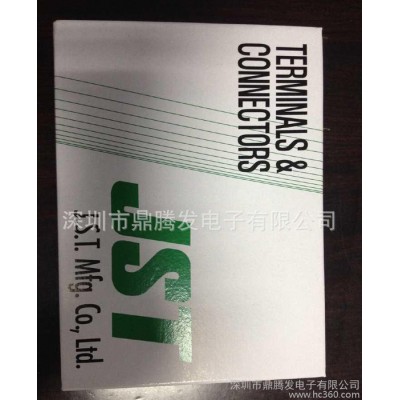 TERMINALS &
CONNECTORS
JST
J.S.T. Mfg. Co., Ltd.
深圳市鼎腾发电子有限公司
深圳市鼎腾发电子有限公司
www.hc360.com